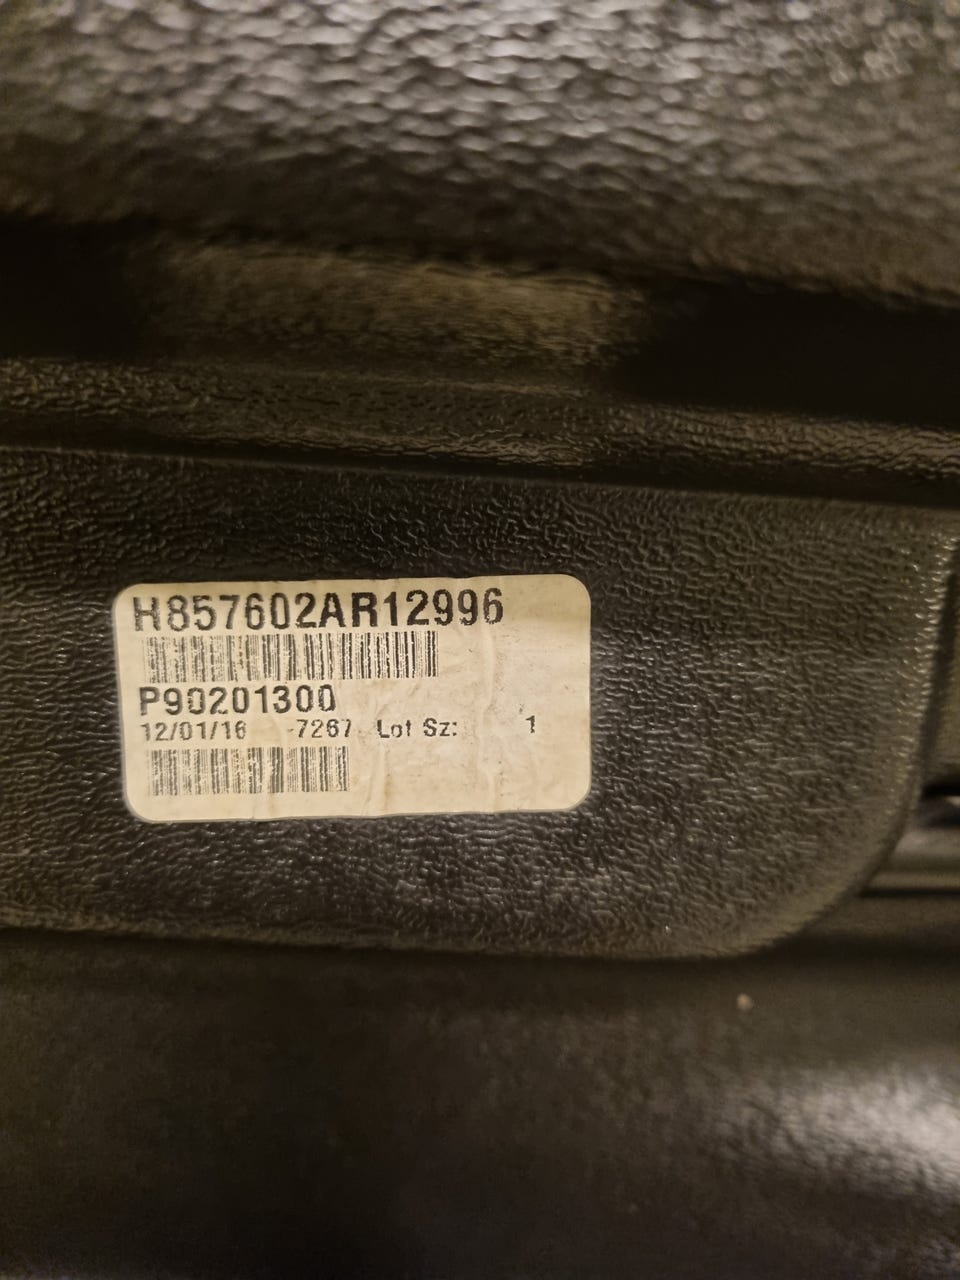 H857602AR12996
P90201300
12/01/16 -7267 Lot Sz: 1